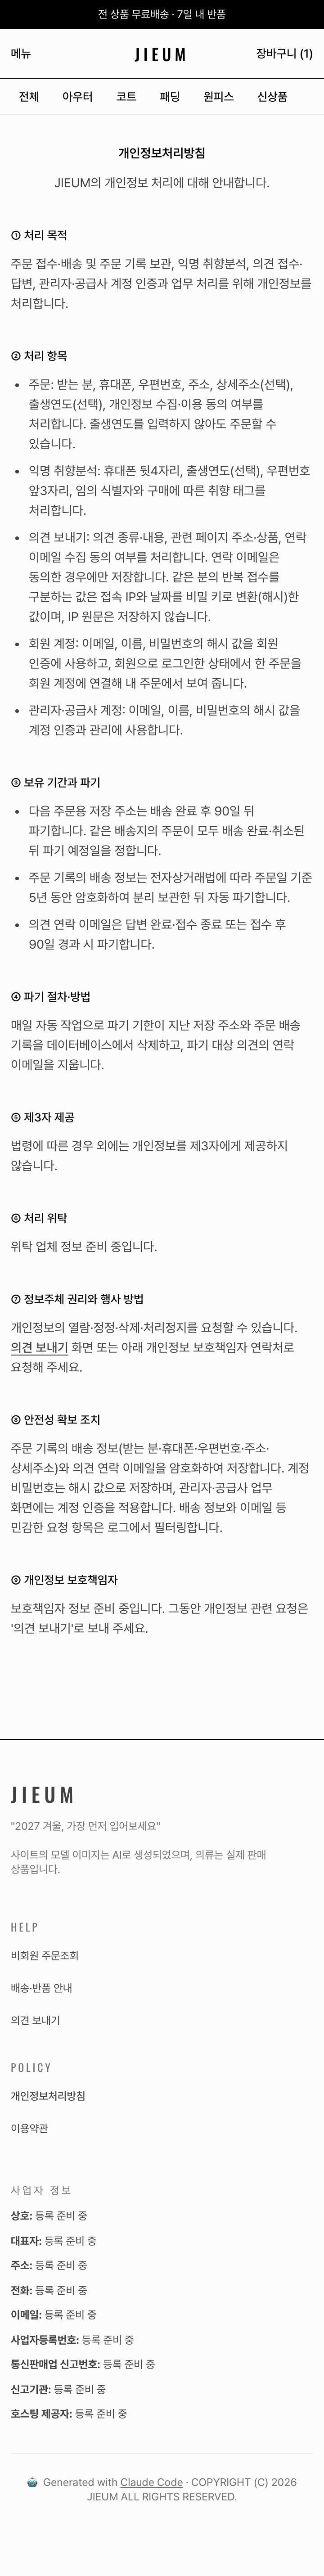 전 상품 무료배송 · 7일 내 반품
메뉴
JIEUM
장바구니 (1)
전체 아우터 코트 패딩 원피스 신상품
개인정보처리방침
JIEUM의 개인정보 처리에 대해 안내합니다.
① 처리 목적
주문 접수·배송 및 주문 기록 보관, 익명 취향분석, 의견 접수·
답변, 관리자·공급사 계정 인증과 업무 처리를 위해 개인정보를
처리합니다.
② 처리 항목
• 주문: 받는 분, 휴대폰, 우편번호, 주소, 상세주소(선택),
출생연도(선택), 개인정보 수집·이용 동의 여부를
처리합니다. 출생연도를 입력하지 않아도 주문할 수
있습니다.
• 익명 취향분석: 휴대폰 뒷4자리, 출생연도(선택), 우편번호
앞3자리, 임의 식별자와 구매에 따른 취향 태그를
처리합니다.
• 의견 보내기: 의견 종류·내용, 관련 페이지 주소·상품, 연락
이메일 수집 동의 여부를 처리합니다. 연락 이메일은
동의한 경우에만 저장합니다. 같은 분의 반복 접수를
구분하는 값은 접속 IP와 날짜를 비밀 키로 변환(해시)한
값이며, IP 원문은 저장하지 않습니다.
• 회원 계정: 이메일, 이름, 비밀번호의 해시 값을 회원
인증에 사용하고, 회원으로 로그인한 상태에서 한 주문을
회원 계정에 연결해 내 주문에서 보여 줍니다.
• 관리자·공급사 계정: 이메일, 이름, 비밀번호의 해시 값을
계정 인증과 관리에 사용합니다.
③ 보유 기간과 파기
• 다음 주문용 저장 주소는 배송 완료 후 90일 뒤
파기합니다. 같은 배송지의 주문이 모두 배송 완료·취소된
뒤 파기 예정일을 정합니다.
• 주문 기록의 배송 정보는 전자상거래법에 따라 주문일 기준
5년 동안 암호화하여 분리 보관한 뒤 자동 파기합니다.
• 의견 연락 이메일은 답변 완료·접수 종료 또는 접수 후
90일 경과 시 파기합니다.
④ 파기 절차·방법
매일 자동 작업으로 파기 기한이 지난 저장 주소와 주문 배송
기록을 데이터베이스에서 삭제하고, 파기 대상 의견의 연락
이메일을 지웁니다.
⑤ 제3자 제공
법령에 따른 경우 외에는 개인정보를 제3자에게 제공하지
않습니다.
⑥ 처리 위탁
위탁 업체 정보 준비 중입니다.
⑦ 정보주체 권리와 행사 방법
개인정보의 열람·정정·삭제·처리정지를 요청할 수 있습니다.
의견 보내기 화면 또는 아래 개인정보 보호책임자 연락처로
요청해 주세요.
⑧ 안전성 확보 조치
주문 기록의 배송 정보(받는 분·휴대폰·우편번호·주소·
상세주소)와 의견 연락 이메일을 암호화하여 저장합니다. 계정
비밀번호는 해시 값으로 저장하며, 관리자·공급사 업무
화면에는 계정 인증을 적용합니다. 배송 정보와 이메일 등
민감한 요청 항목은 로그에서 필터링합니다.
⑨ 개인정보 보호책임자
보호책임자 정보 준비 중입니다. 그동안 개인정보 관련 요청은
'의견 보내기'로 보내 주세요.
JIEUM
"2027 겨울, 가장 먼저 입어보세요"
사이트의 모델 이미지는 AI로 생성되었으며, 의류는 실제 판매
상품입니다.
HELP
비회원 주문조회
배송·반품 안내
의견 보내기
POLICY
개인정보처리방침
이용약관
사업자 정보
상호: 등록 준비 중
대표자: 등록 준비 중
주소: 등록 준비 중
전화: 등록 준비 중
이메일: 등록 준비 중
사업자등록번호: 등록 준비 중
통신판매업 신고번호: 등록 준비 중
신고기관: 등록 준비 중
호스팅 제공자: 등록 준비 중
🤖 Generated with Claude Code · COPYRIGHT (C) 2026
JIEUM ALL RIGHTS RESERVED.